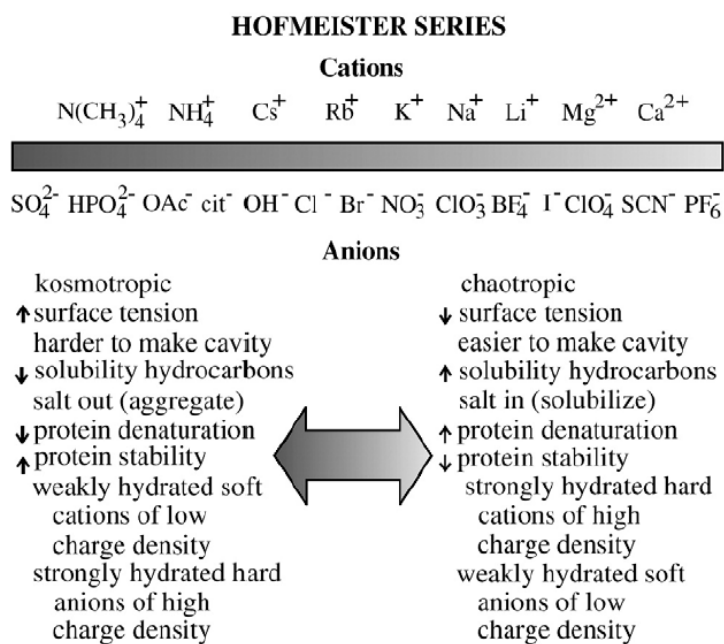 HOFMEISTER SERIES
Cations
N(CH₃)₄⁺ NH₄⁺ Cs⁺ Rb⁺ K⁺ Na⁺ Li⁺ Mg²⁺ Ca²⁺
SO₄²⁻ HPO₄²⁻ OAc⁻ cit⁻ OH⁻ Cl⁻ Br⁻ NO₃⁻ ClO₃⁻ BF₄⁻ I⁻ ClO₄⁻ SCN⁻ PF₆⁻
Anions
kosmotropic
↑ surface tension
harder to make cavity
↓ solubility hydrocarbons
salt out (aggregate)
↓ protein denaturation
↑ protein stability
weakly hydrated soft
cations of low
charge density
strongly hydrated hard
anions of high
charge density
chaotropic
↓ surface tension
easier to make cavity
↑ solubility hydrocarbons
salt in (solubilize)
↑ protein denaturation
↓ protein stability
strongly hydrated hard
cations of high
charge density
weakly hydrated soft
anions of low
charge density